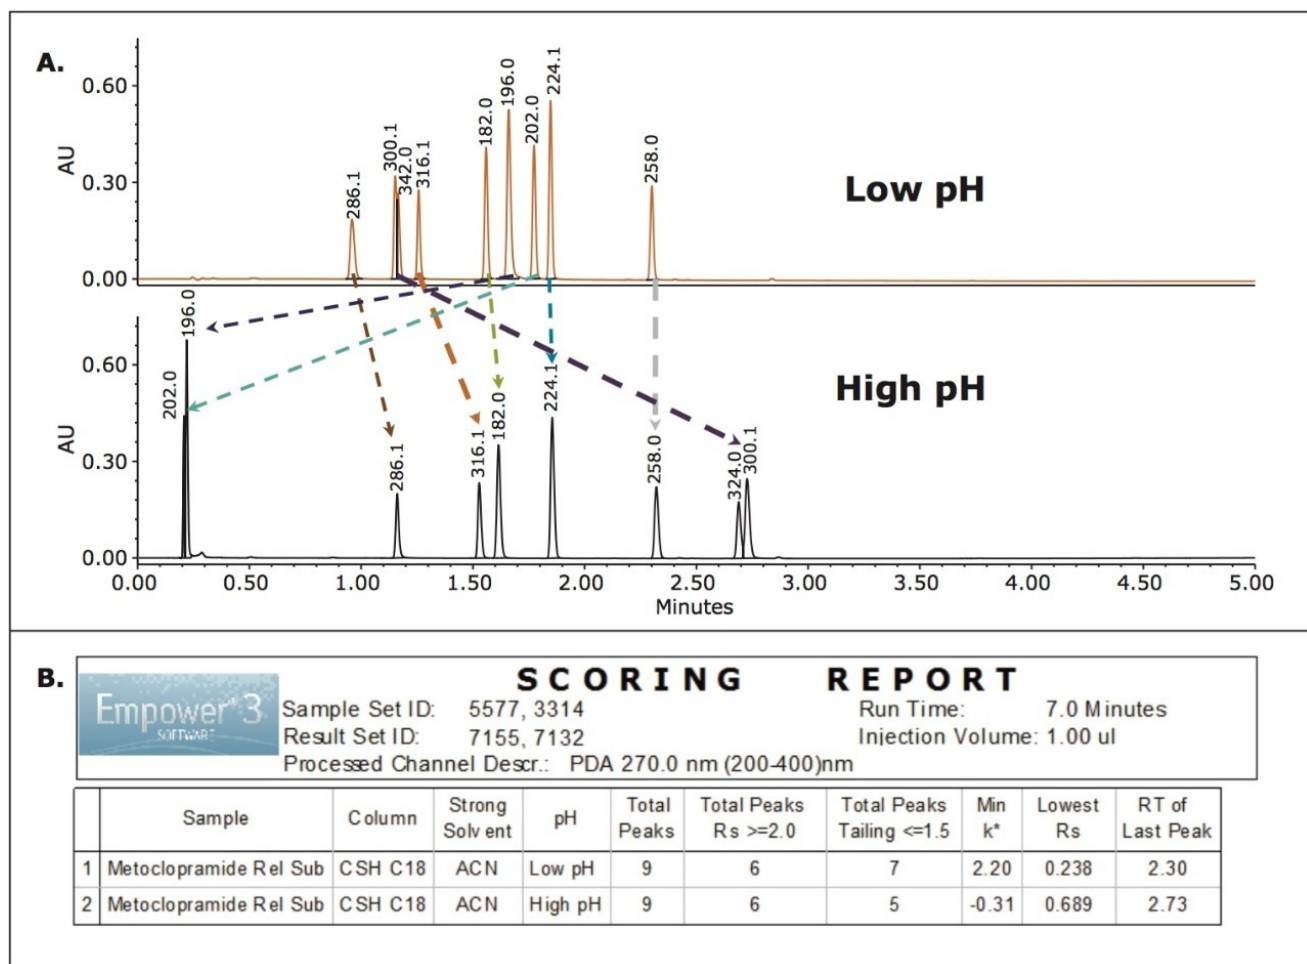 A.
0.60
0.30
0.00
AU
286.1
300.1
342.0
316.1
182.0
196.0
202.0
224.1
258.0
Low pH
0.60
0.30
0.00
AU
202.0
196.0
286.1
316.1
182.0
224.1
258.0
324.0
300.1
High pH
0.00 0.50 1.00 1.50 2.00 2.50 3.00 3.50 4.00 4.50 5.00
Minutes
B.
SCORING REPORT
Empower® 3
SOFTWARE
Sample Set ID: 5577, 3314 Run Time: 7.0 Minutes
Result Set ID: 7155, 7132 Injection Volume: 1.00 ul
Processed Channel Descr.: PDA 270.0 nm (200-400)nm
Sample Column Strong Solvent pH Total Peaks Total Peaks Rs >=2.0 Total Peaks Tailing <=1.5 Min k* Lowest Rs RT of Last Peak
1 Metoclopramide Rel Sub CSH C18 ACN Low pH 9 6 7 2.20 0.238 2.30
2 Metoclopramide Rel Sub CSH C18 ACN High pH 9 6 5 -0.31 0.689 2.73